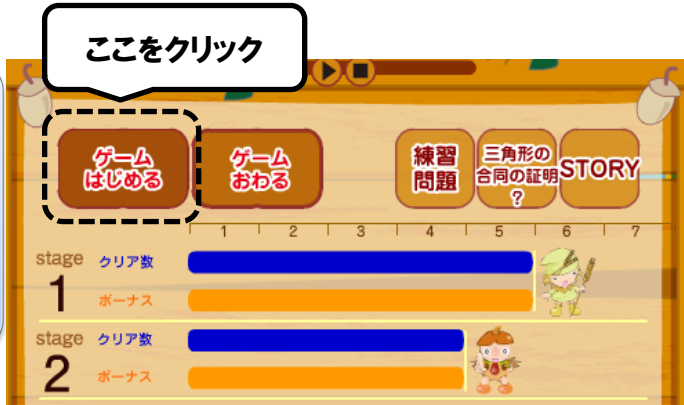 ここをクリック
ゲーム
はじめる
ゲーム
おわる
練習
問題
三角形の
合同の証明
?
STORY
1 2 3 4 5 6 7
stage
1
クリア数
ボーナス
stage
2
クリア数
ボーナス